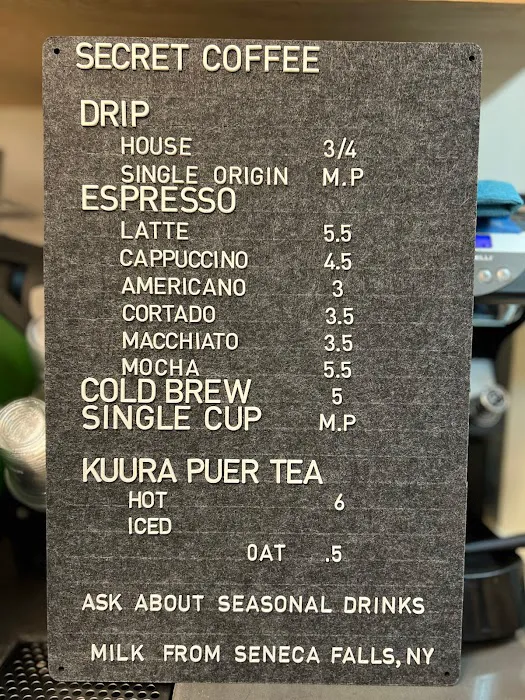 SECRET COFFEE
DRIP
HOUSE 3/4
SINGLE ORIGIN M.P
ESPRESSO
LATTE 5.5
CAPPUCCINO 4.5
AMERICANO 3
CORTADO 3.5
MACCHIATO 3.5
MOCHA 5.5
COLD BREW 5
SINGLE CUP M.P
KUURA PUER TEA
HOT 6
ICED
OAT .5
ASK ABOUT SEASONAL DRINKS
MILK FROM SENECA FALLS, NY